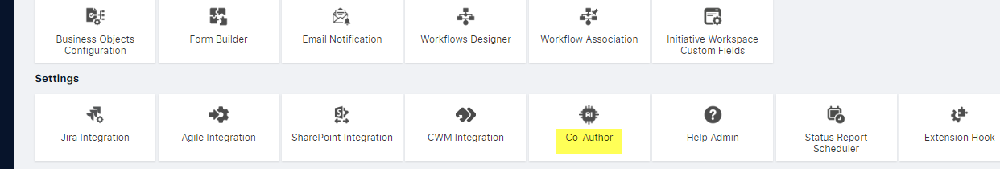 Business Objects
Configuration
Form Builder
Email Notification
Workflows Designer
Workflow Association
Initiative Workspace
Custom Fields
Settings
Jira Integration
Agile Integration
SharePoint Integration
CWM Integration
AI
Co-Author
Help Admin
Status Report
Scheduler
Extension Hook